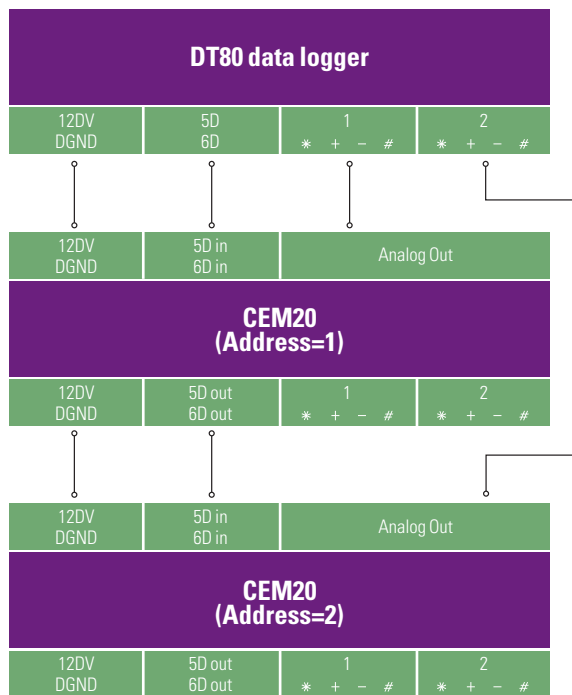 DT80 data logger
12DV 5D 1 2
DGND 6D * + – # * + – #
12DV 5D in Analog Out
DGND 6D in
CEM20
(Address=1)
12DV 5D out 1 2
DGND 6D out * + – # * + – #
12DV 5D in Analog Out
DGND 6D in
CEM20
(Address=2)
12DV 5D out 1 2
DGND 6D out * + – # * + – #